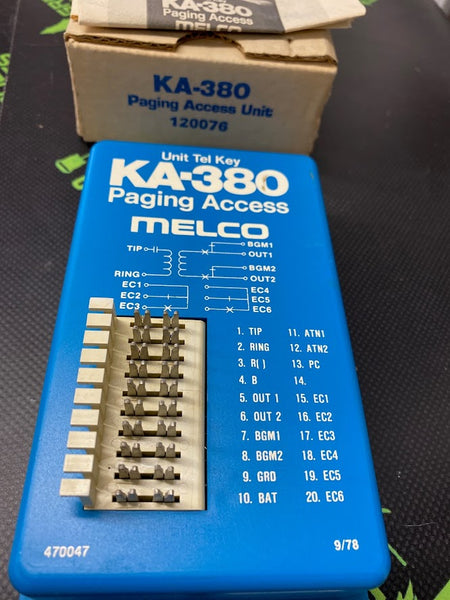 KA-380
Paging Access
MELCO
KA-380
Paging Access Unit
120076
Unit Tel Key
KA-380
Paging Access
MELCO
TIP
BGM1
OUT1
BGM2
RING
OUT2
EC1
EC4
EC2
EC5
EC3
EC6
1. TIP 11. ATN1
2. RING 12. ATN2
3. R( ) 13. PC
4. B 14.
5. OUT 1 15. EC1
6. OUT 2 16. EC2
7. BGM1 17. EC3
8. BGM2 18. EC4
9. GRD 19. EC5
10. BAT 20. EC6
470047 9/78